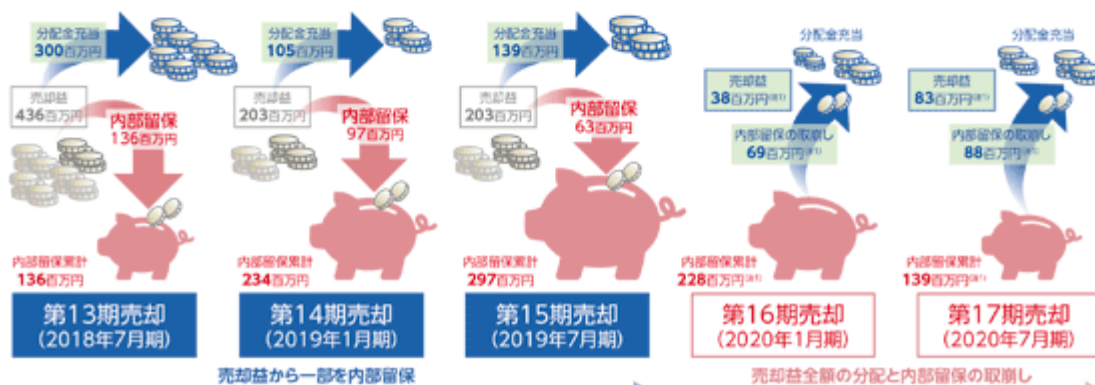 分配金充当
300百万円
売却益
436百万円
内部留保
136百万円
内部留保累計
136百万円
第13期売却
(2018年7月期)
分配金充当
105百万円
売却益
203百万円
内部留保
97百万円
内部留保累計
234百万円
第14期売却
(2019年1月期)
分配金充当
139百万円
売却益
203百万円
内部留保
63百万円
内部留保累計
297百万円
第15期売却
(2019年7月期)
売却益から一部を内部留保
分配金充当
売却益
38百万円(注1)
内部留保の取崩し
69百万円(注1)
内部留保累計
228百万円(注1)
第16期売却
(2020年1月期)
分配金充当
売却益
83百万円(注1)
内部留保の取崩し
88百万円(注1)
内部留保累計
139百万円(注1)
第17期売却
(2020年7月期)
売却益全額の分配と内部留保の取崩し